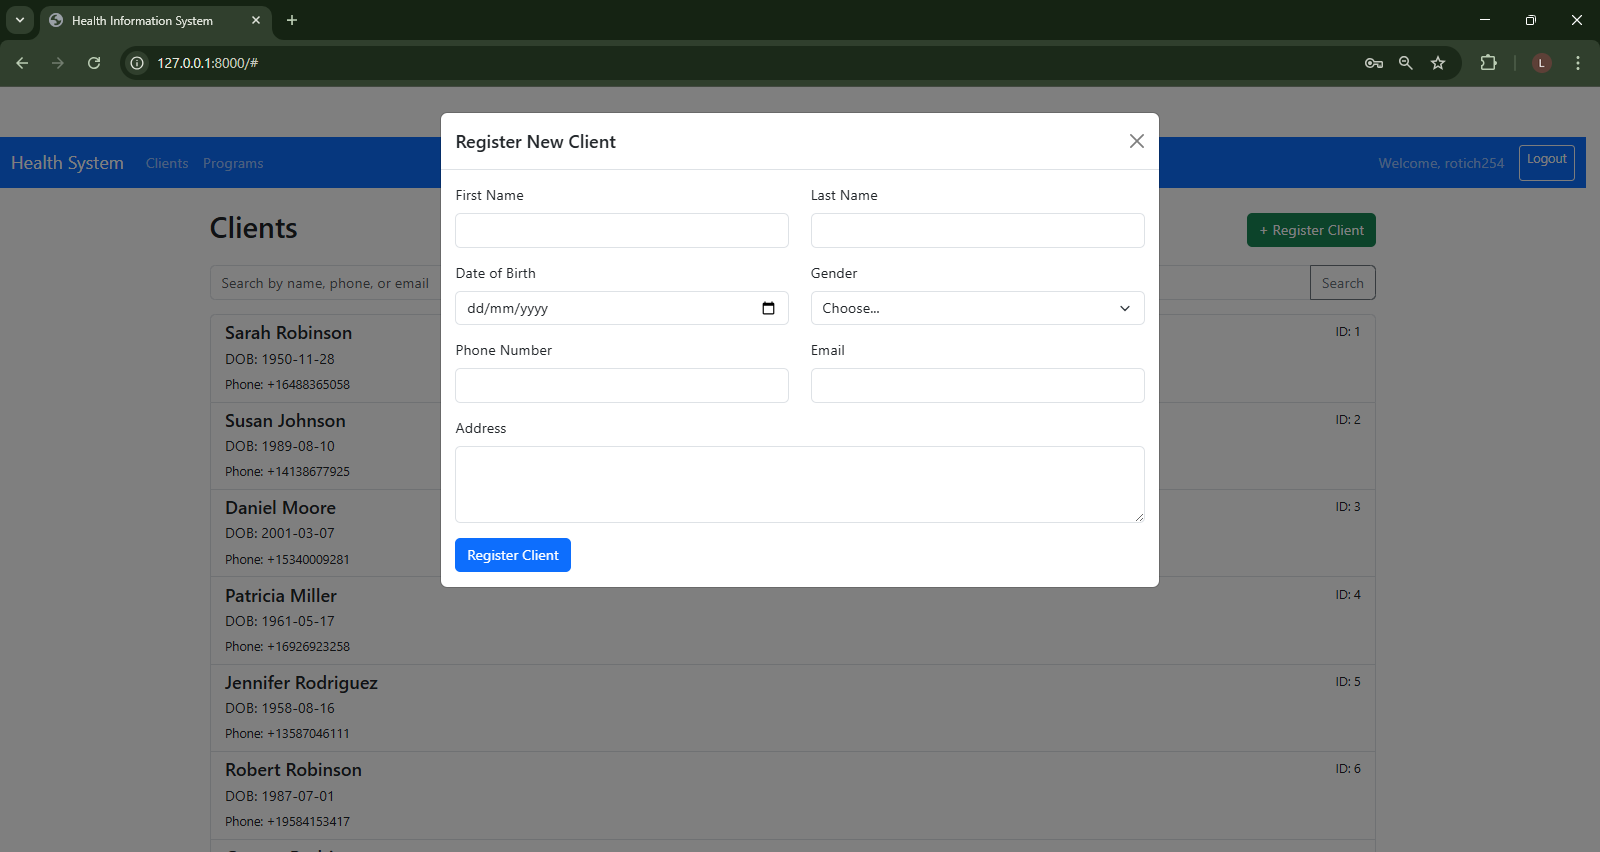 Health Information System
127.0.0.1:8000/#
L
Health System Clients Programs Welcome, rotich254 Logout
Clients + Register Client
Search by name, phone, or email Search
Register New Client
First Name Last Name
Date of Birth Gender
dd/mm/yyyy Choose...
Phone Number Email
Address
Register Client
Sarah Robinson ID: 1
DOB: 1950-11-28
Phone: +16488365058
Susan Johnson ID: 2
DOB: 1989-08-10
Phone: +14138677925
Daniel Moore ID: 3
DOB: 2001-03-07
Phone: +15340009281
Patricia Miller ID: 4
DOB: 1961-05-17
Phone: +16926923258
Jennifer Rodriguez ID: 5
DOB: 1958-08-16
Phone: +13587046111
Robert Robinson ID: 6
DOB: 1987-07-01
Phone: +19584153417